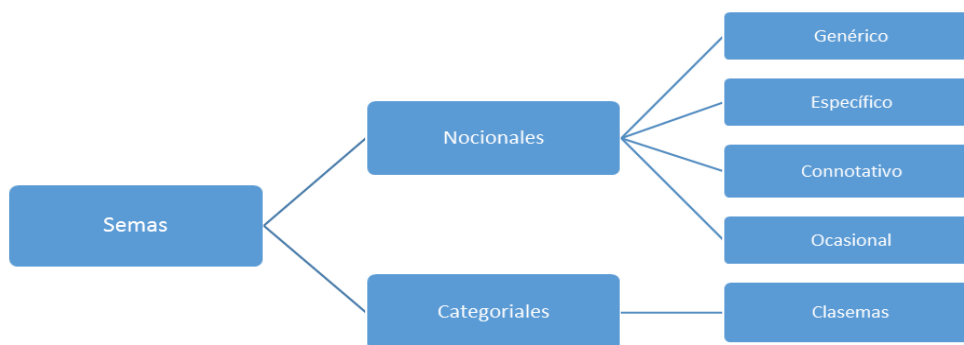 Semas
Nocionales
Genérico
Específico
Connotativo
Ocasional
Categoriales
Clasemas